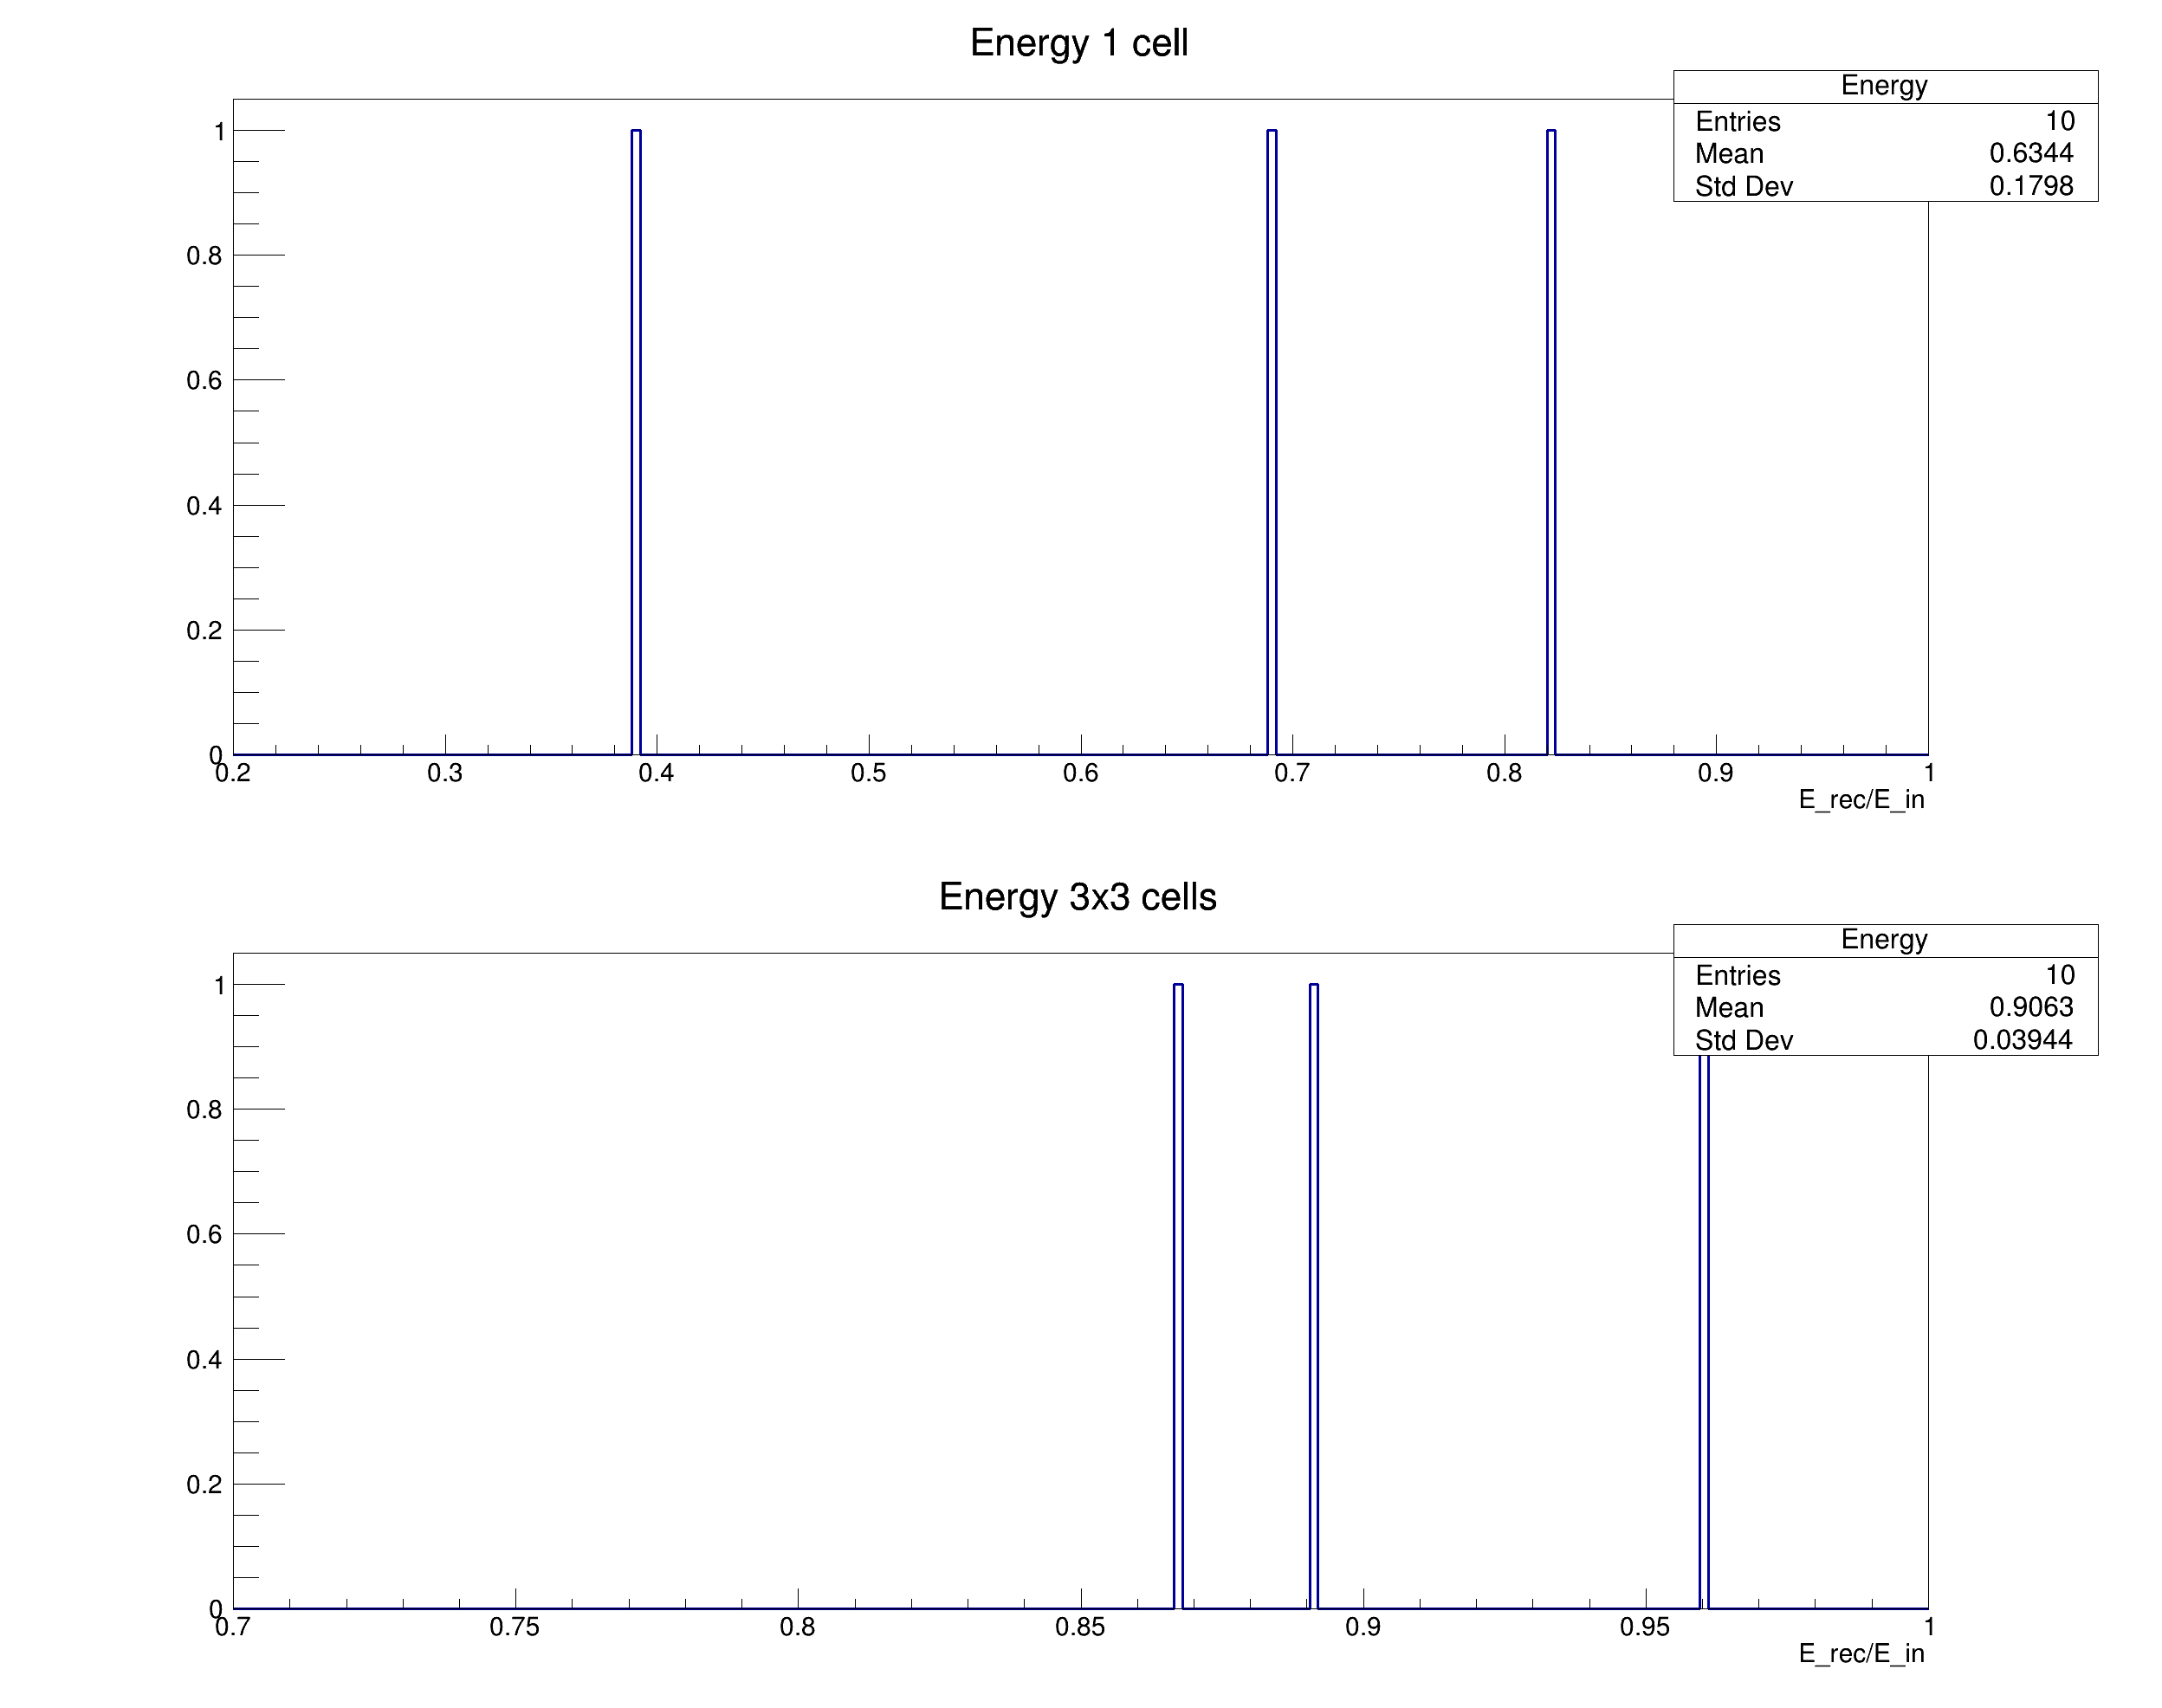 Energy 1 cell
Energy
Entries 10
Mean 0.6344
Std Dev 0.1798
1
0.8
0.6
0.4
0.2
0
0.2 0.3 0.4 0.5 0.6 0.7 0.8 0.9 1
E_rec/E_in
Energy 3x3 cells
Energy
Entries 10
Mean 0.9063
Std Dev 0.03944
1
0.8
0.6
0.4
0.2
0
0.7 0.75 0.8 0.85 0.9 0.95 1
E_rec/E_in